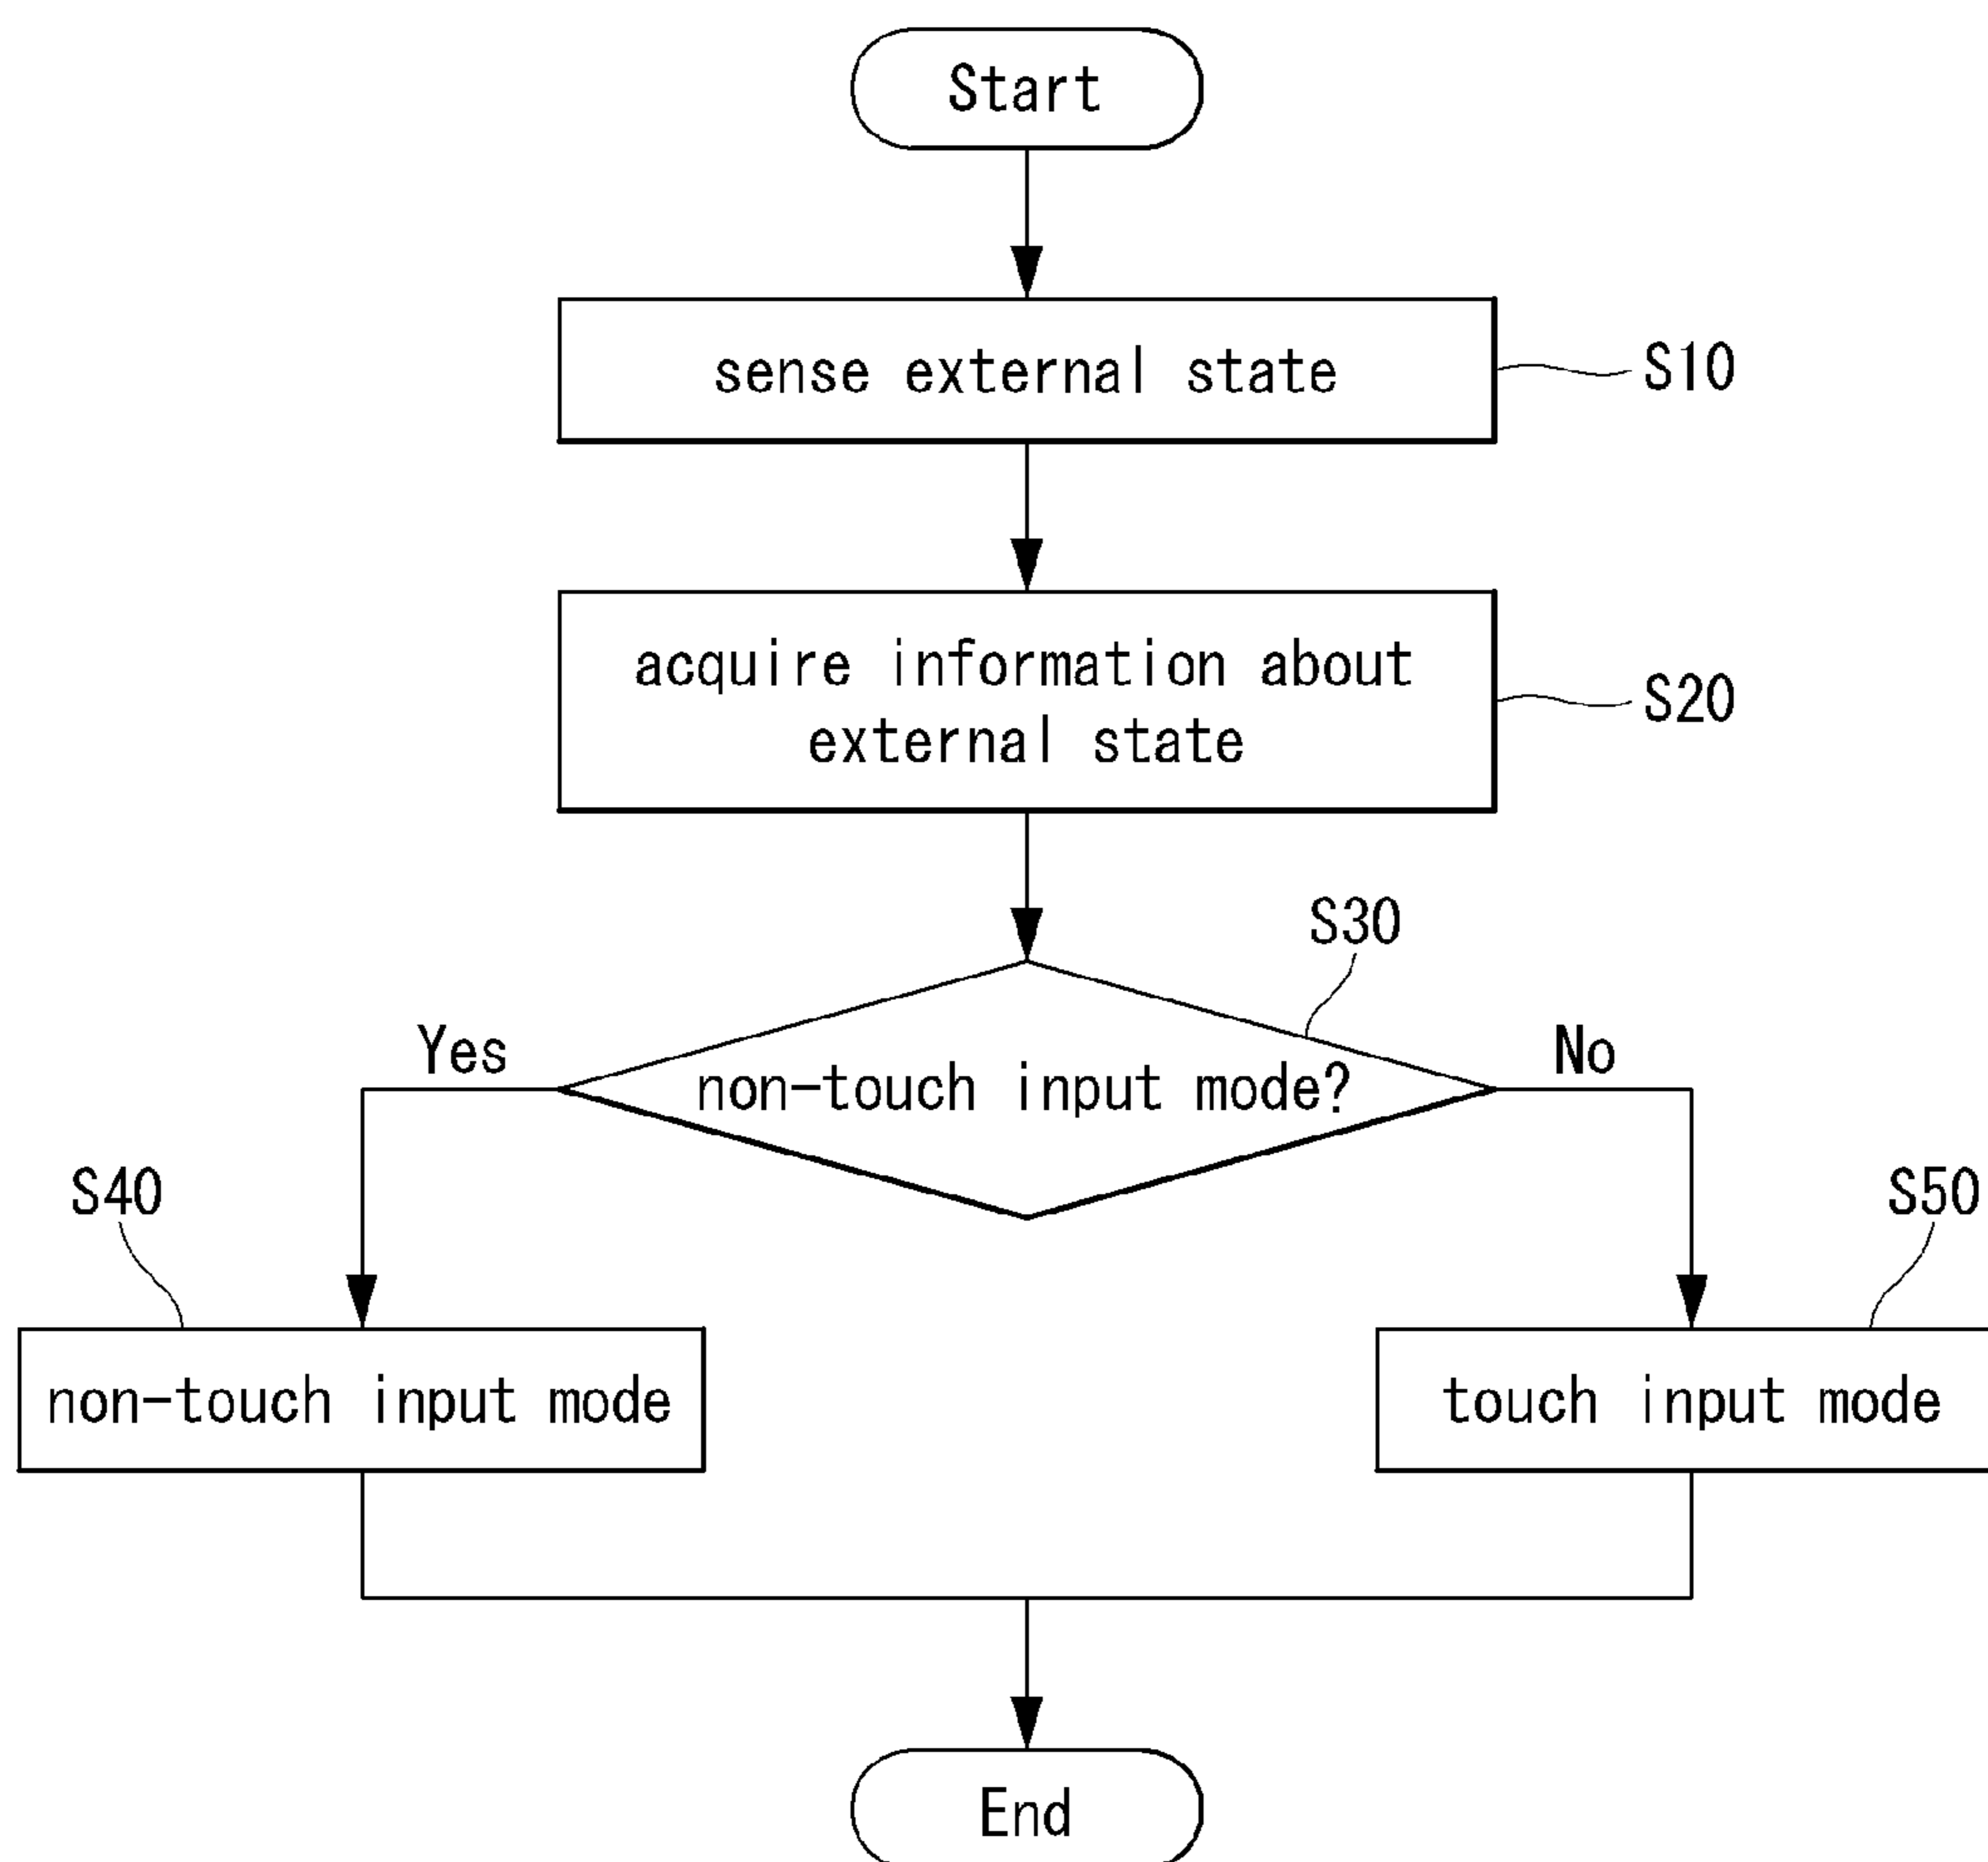 Start
sense external state
S10
acquire information about
external state
S20
S30
Yes
non-touch input mode?
No
S40
S50
non-touch input mode
touch input mode
End